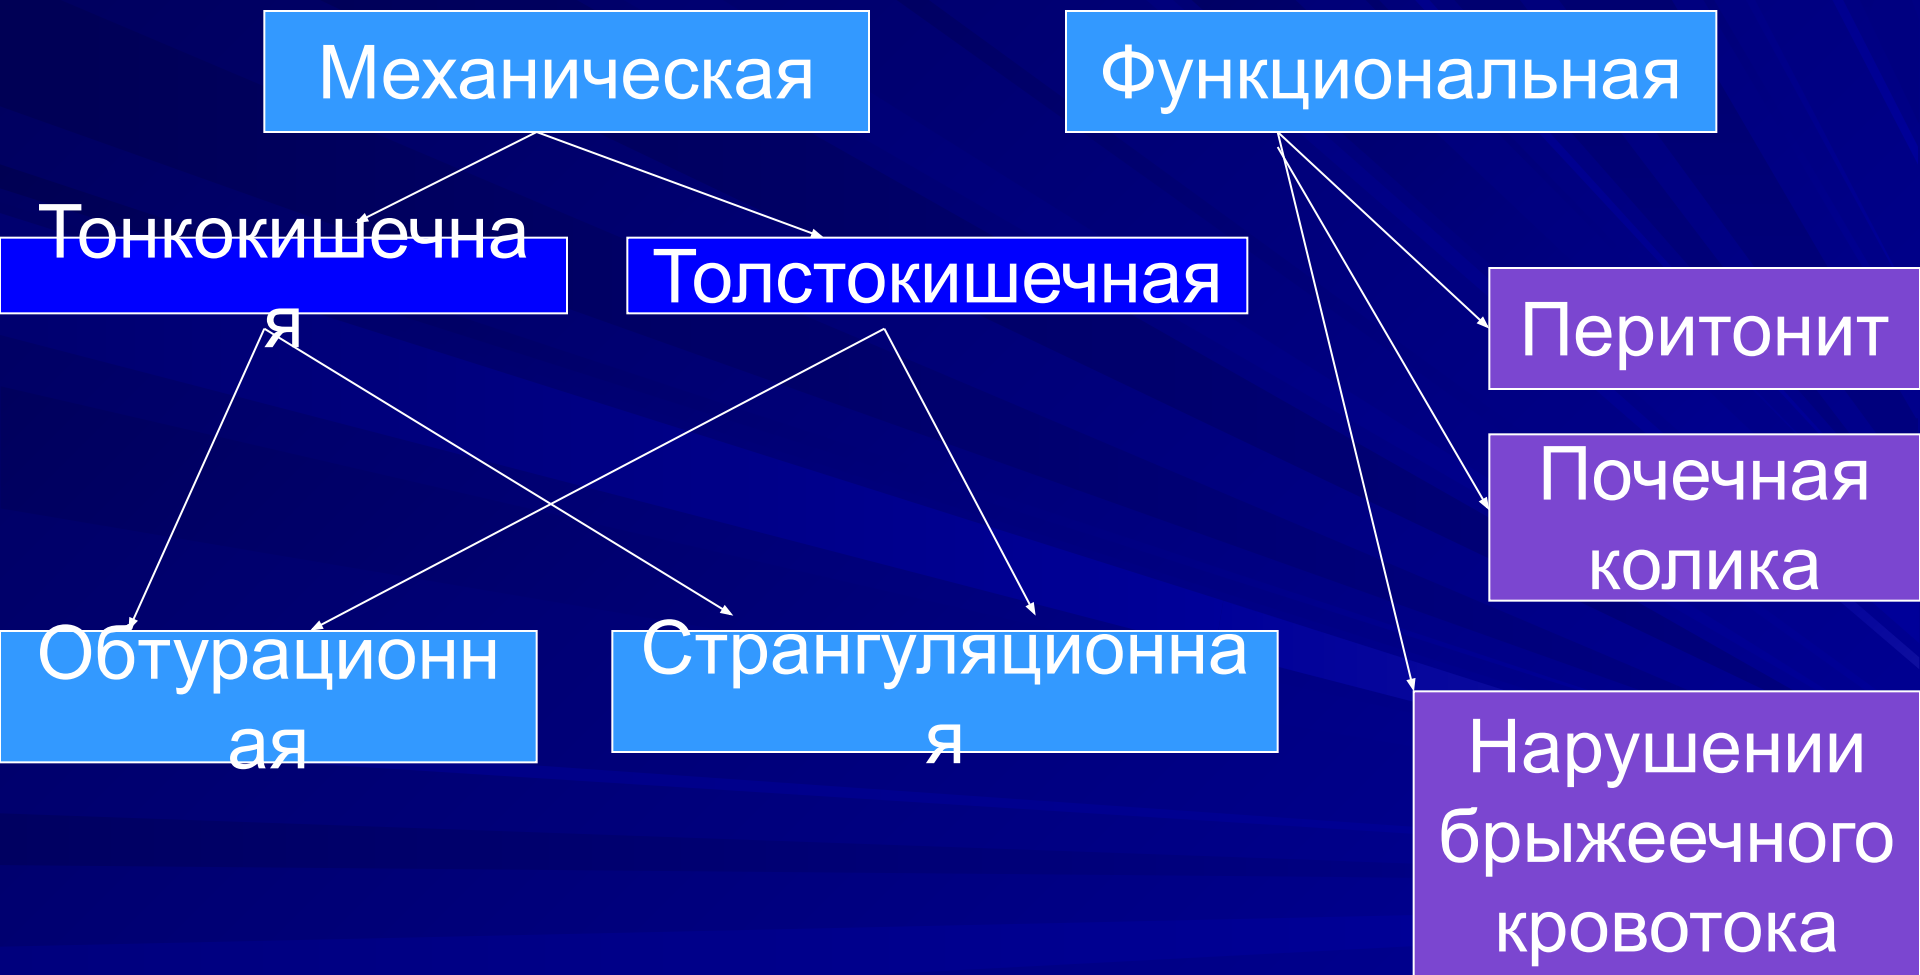 Механическая
Функциональная
Тонкокишечна
я
Толстокишечная
Перитонит
Почечная
колика
Обтурационн
ая
Странгуляционна
я
Нарушении
брыжеечного
кровотока